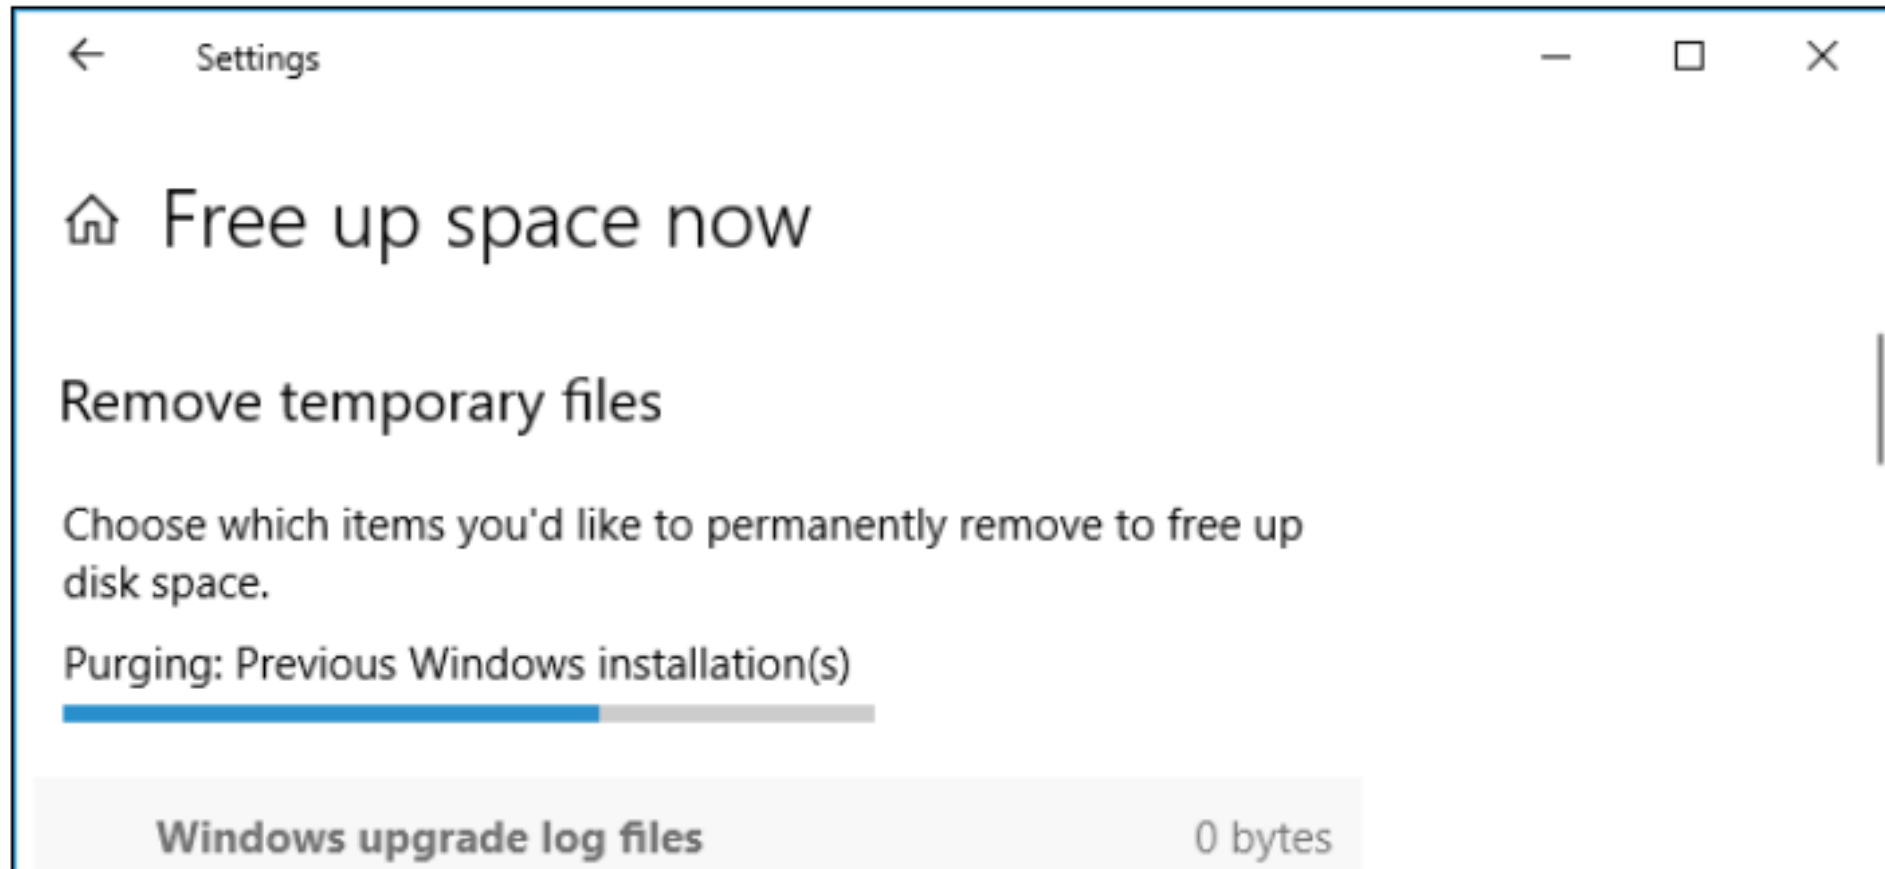 Settings
Free up space now
Remove temporary files
Choose which items you'd like to permanently remove to free up
disk space.
Purging: Previous Windows installation(s)
Windows upgrade log files 0 bytes